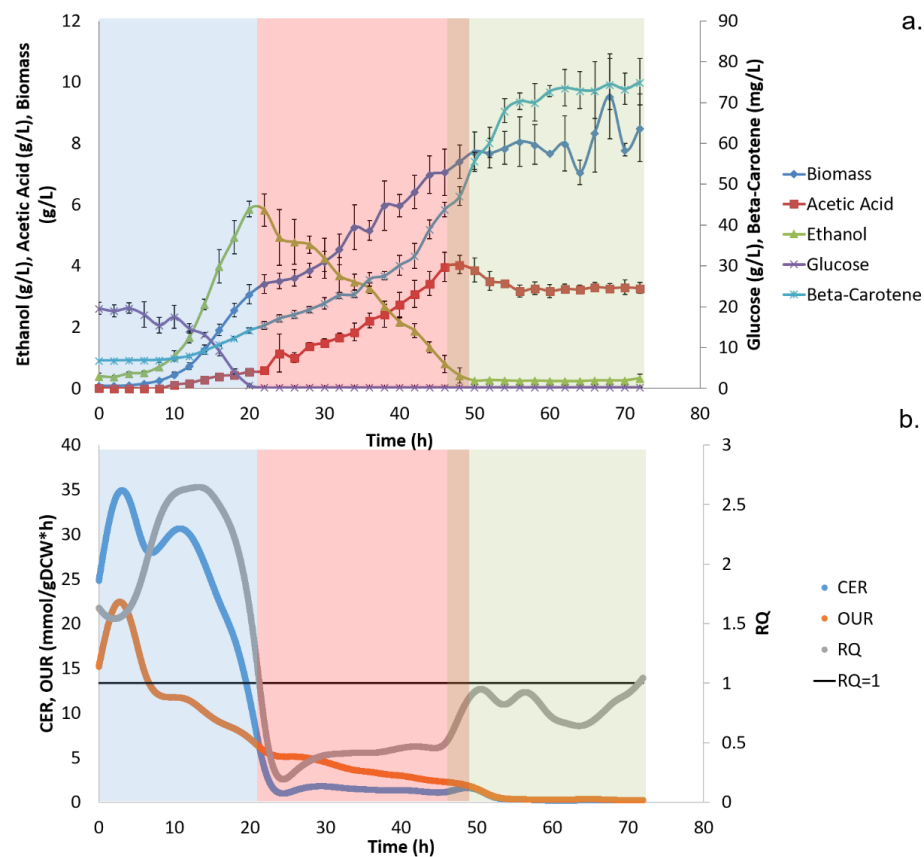 a.
12
10
8
6
4
2
0
Ethanol (g/L), Acetic Acid (g/L), Biomass
(g/L)
90
80
70
60
50
40
30
20
10
0
Glucose (g/L), Beta-Carotene (mg/L)
0 10 20 30 40 50 60 70 80
Time (h)
Biomass
Acetic Acid
Ethanol
Glucose
Beta-Carotene
b.
40
35
30
25
20
15
10
5
0
CER, OUR (mmol/gDCW*h)
3
2.5
2
1.5
1
0.5
0
RQ
0 10 20 30 40 50 60 70 80
Time (h)
CER
OUR
RQ
RQ=1